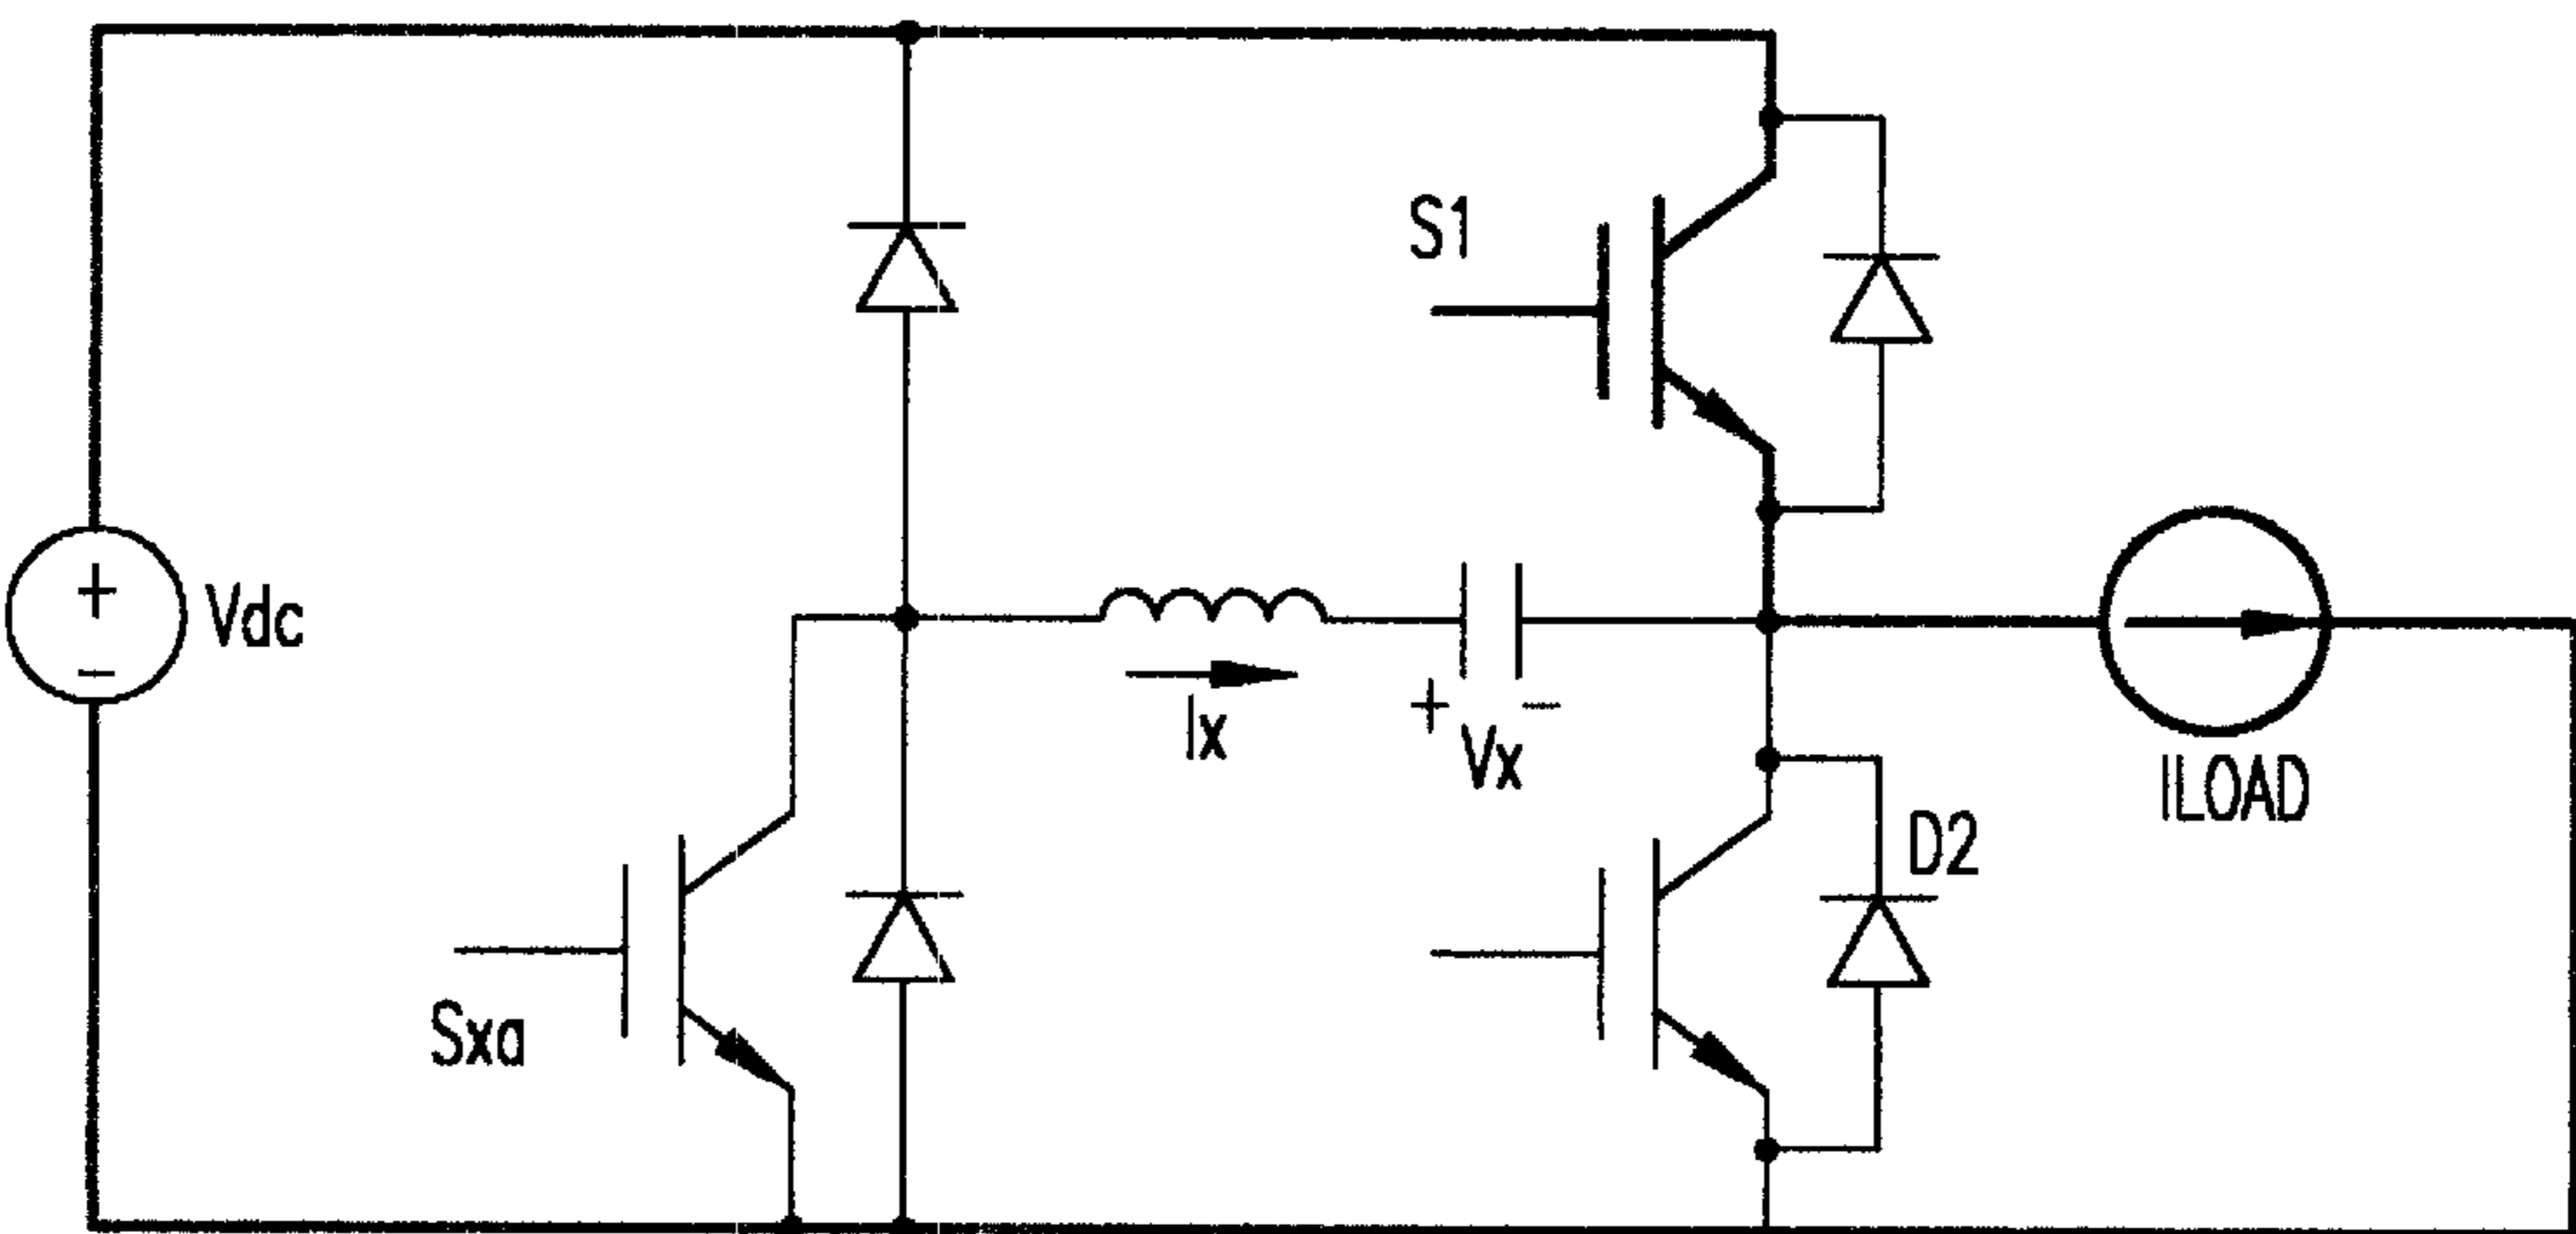 S1
+
Vdc
-
Ix
+ -
Vx
ILOAD
D2
Sxa